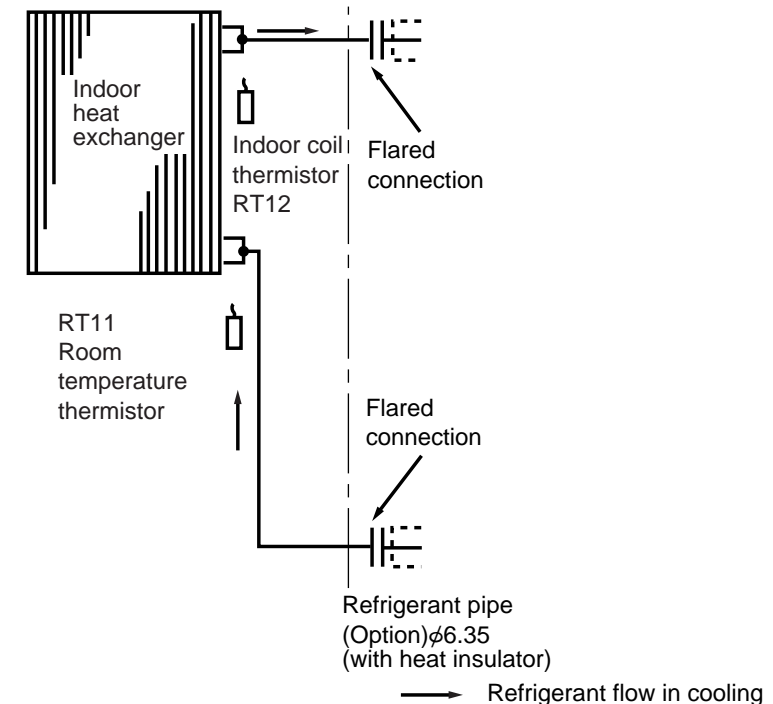 Indoor
heat
exchanger
Indoor coil
thermistor
RT12
Flared
connection
RT11
Room
temperature
thermistor
Flared
connection
Refrigerant pipe
(Option)ø6.35
(with heat insulator)
Refrigerant flow in cooling